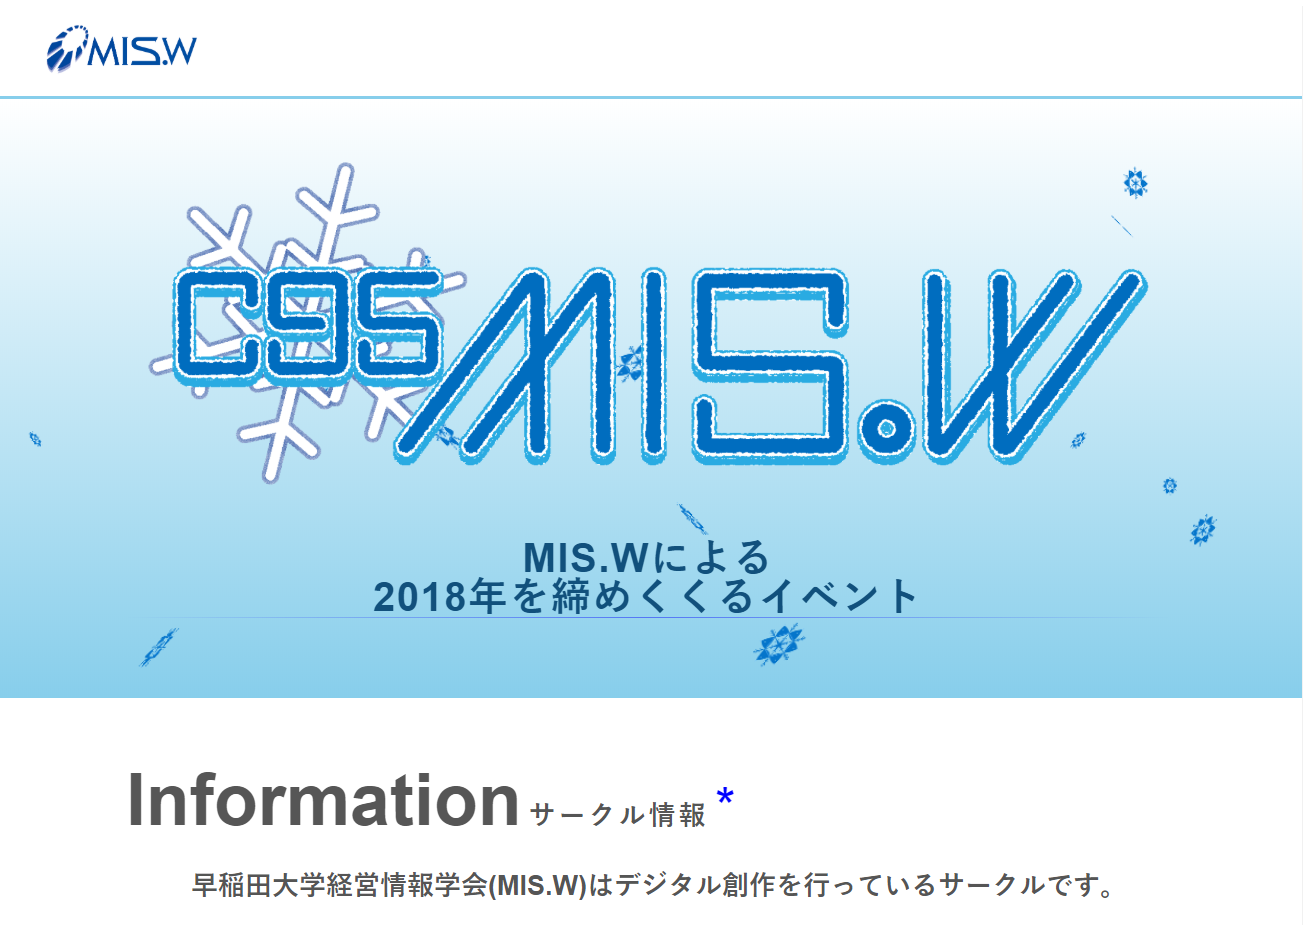 MIS.W
C95 MIS.W
MIS.Wによる
2018年を締めくくるイベント
Information サークル情報 *
早稲田大学経営情報学会(MIS.W)はデジタル創作を行っているサークルです。